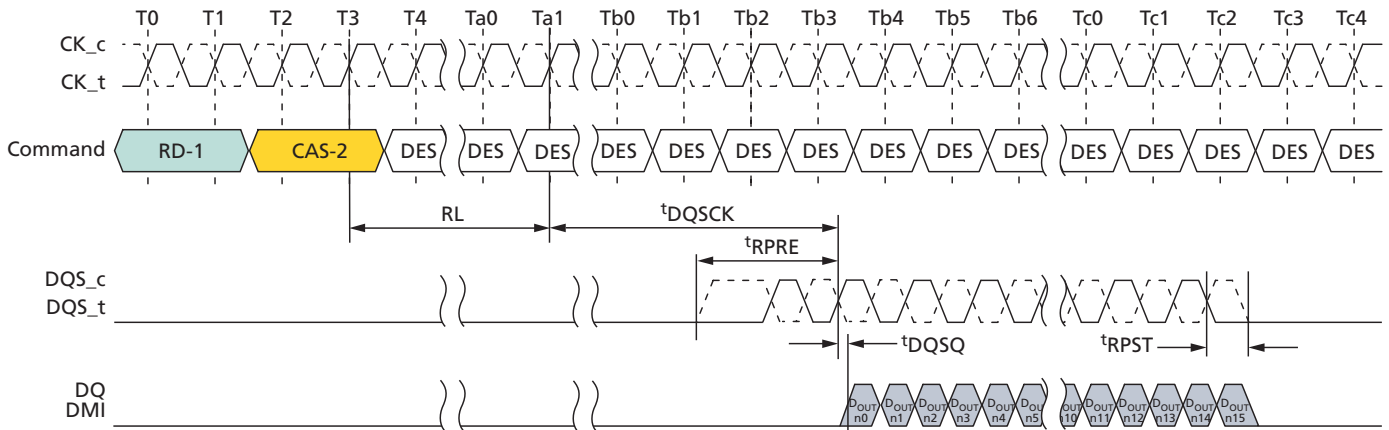 T0 T1 T2 T3 T4 Ta0 Ta1 Tb0 Tb1 Tb2 Tb3 Tb4 Tb5 Tb6 Tc0 Tc1 Tc2 Tc3 Tc4
CK_c
CK_t
Command RD-1 CAS-2 DES DES DES DES DES DES DES DES DES DES DES DES DES DES DES
RL tDQSCK
tRPRE
DQS_c
DQS_t
tDQSQ tRPST
DQ
DMI
DOUT DOUT DOUT DOUT DOUT DOUT DOUT DOUT DOUT DOUT DOUT DOUT
n0 n1 n2 n3 n4 n5 n10 n11 n12 n13 n14 n15